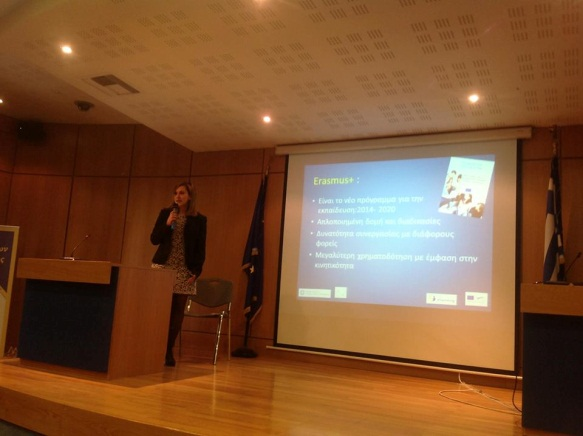 Erasmus+ :
• Είναι το νέο πρόγραμμα για την
εκπαίδευση 2014- 2020
• Απλοποιημένη δομή και διαδικασίες
• Δυνατότητα συνεργασίας με διάφορους
φορείς
• Μεγαλύτερη χρηματοδότηση με έμφαση στην
κινητικότητα